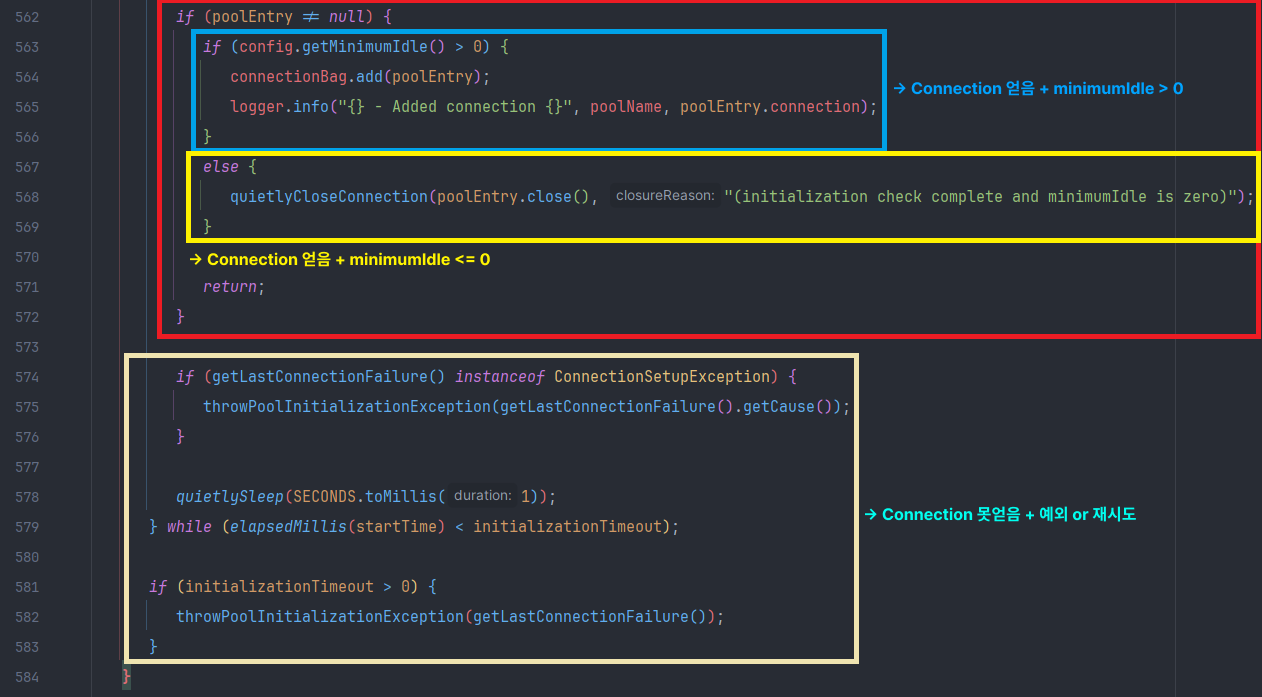 562 if (poolEntry ≠ null) {
563 if (config.getMinimumIdle() > 0) {
564 connectionBag.add(poolEntry);
→ Connection 얻음 + minimumIdle > 0
565 logger.info("{} - Added connection {}", poolName, poolEntry.connection);
566 }
567 else {
568 quietlyCloseConnection(poolEntry.close(), closureReason: "(initialization check complete and minimumIdle is zero)");
569 }
570
→ Connection 얻음 + minimumIdle <= 0
571 return;
572 }
573
574 if (getLastConnectionFailure() instanceof ConnectionSetupException) {
575 throwPoolInitializationException(getLastConnectionFailure().getCause());
576 }
577
578 quietlySleep(SECONDS.toMillis( duration: 1));
→ Connection 못얻음 + 예외 or 재시도
579 } while (elapsedMillis(startTime) < initializationTimeout);
580
581 if (initializationTimeout > 0) {
582 throwPoolInitializationException(getLastConnectionFailure());
583 }
584 }